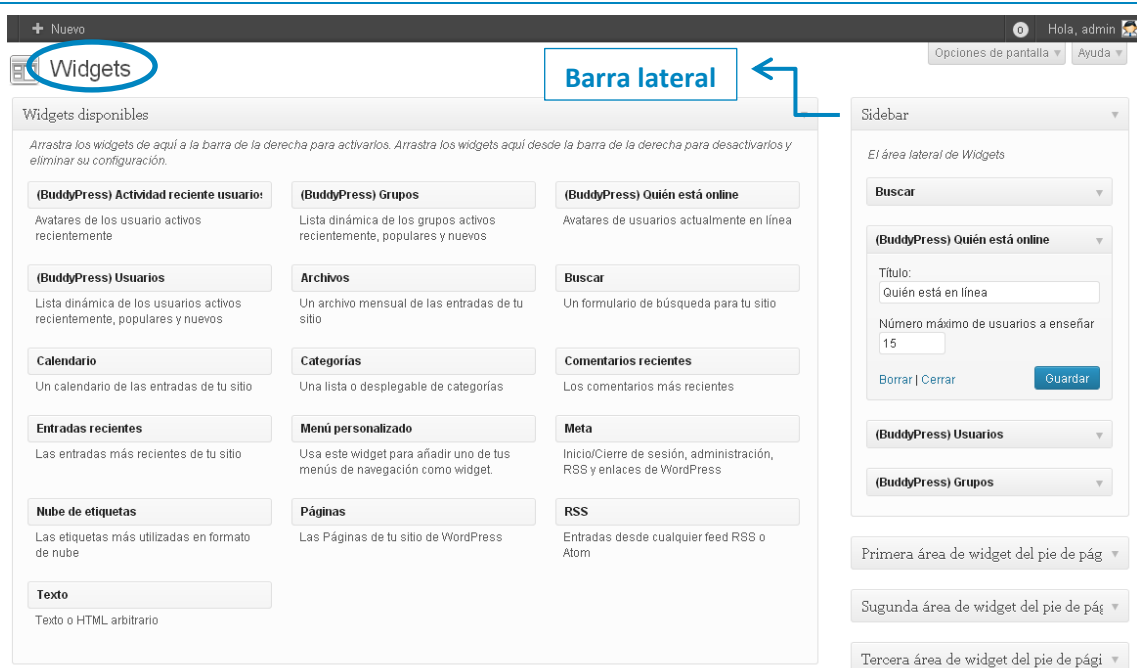 Nuevo
0 Hola, admin
Opciones de pantalla Ayuda
Widgets
Barra lateral
Widgets disponibles
Arrastra los widgets de aquí a la barra de la derecha para activarlos. Arrastra los widgets aquí desde la barra de la derecha para desactivarlos y
eliminar su configuración.
(BuddyPress) Actividad reciente usuarios
Avatares de los usuario activos
recientemente
(BuddyPress) Grupos
Lista dinámica de los grupos activos
recientemente, populares y nuevos
(BuddyPress) Quién está online
Avatares de usuarios actualmente en línea
(BuddyPress) Usuarios
Lista dinámica de los usuarios activos
recientemente, populares y nuevos
Archivos
Un archivo mensual de las entradas de tu
sitio
Buscar
Un formulario de búsqueda para tu sitio
Calendario
Un calendario de las entradas de tu sitio
Categorías
Una lista o desplegable de categorías
Comentarios recientes
Los comentarios más recientes
Entradas recientes
Las entradas más recientes de tu sitio
Menú personalizado
Usa este widget para añadir uno de tus
menús de navegación como widget.
Meta
Inicio/Cierre de sesión, administración,
RSS y enlaces de WordPress
Nube de etiquetas
Las etiquetas más utilizadas en formato
de nube
Páginas
Las Páginas de tu sitio de WordPress
RSS
Entradas desde cualquier feed RSS o
Atom
Texto
Texto o HTML arbitrario
Sidebar
El área lateral de Widgets
Buscar
(BuddyPress) Quién está online
Título:
Quién está en línea
Número máximo de usuarios a enseñar
15
Borrar | Cerrar Guardar
(BuddyPress) Usuarios
(BuddyPress) Grupos
Primera área de widget del pie de pág
Sugunda área de widget del pie de pág
Tercera área de widget del pie de pági